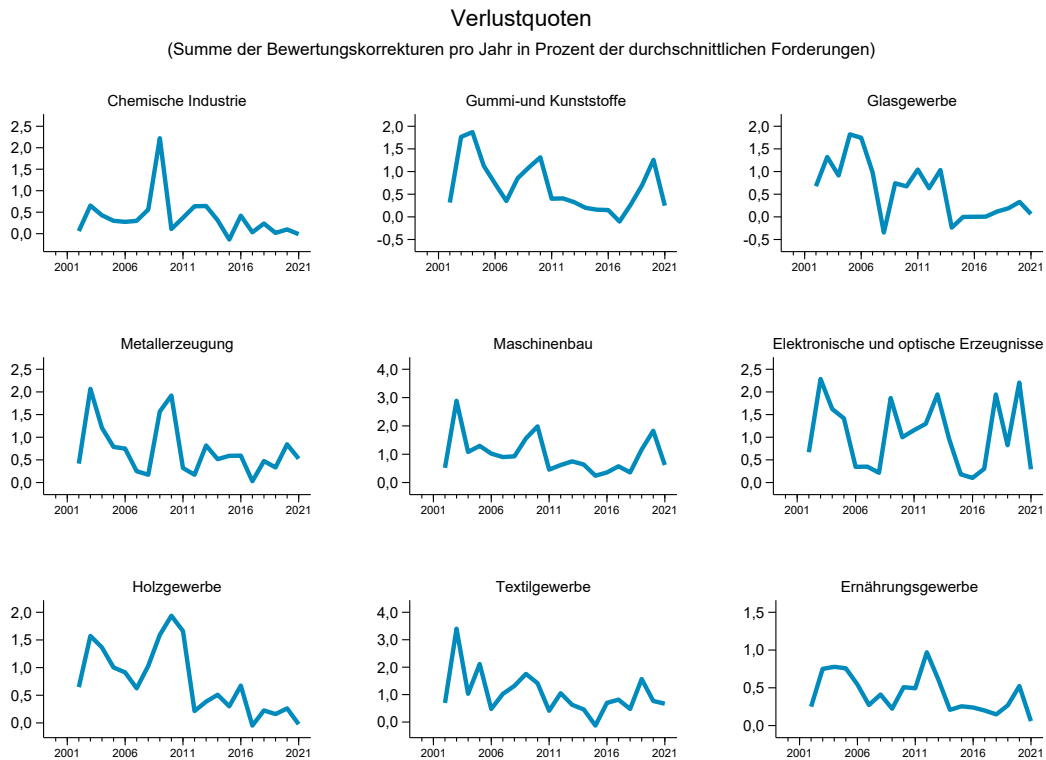 Verlustquoten
(Summe der Bewertungskorrekturen pro Jahr in Prozent der durchschnittlichen Forderungen)
Chemische Industrie
2,5
2,0
1,5
1,0
0,5
0,0
2001 2006 2011 2016 2021
Gummi-und Kunststoffe
2,0
1,5
1,0
0,5
0,0
-0,5
2001 2006 2011 2016 2021
Glasgewerbe
2,0
1,5
1,0
0,5
0,0
-0,5
2001 2006 2011 2016 2021
Metallerzeugung
2,5
2,0
1,5
1,0
0,5
0,0
2001 2006 2011 2016 2021
Maschinenbau
4,0
3,0
2,0
1,0
0,0
2001 2006 2011 2016 2021
Elektronische und optische Erzeugnisse
2,5
2,0
1,5
1,0
0,5
0,0
2001 2006 2011 2016 2021
Holzgewerbe
2,0
1,5
1,0
0,5
0,0
2001 2006 2011 2016 2021
Textilgewerbe
4,0
3,0
2,0
1,0
0,0
2001 2006 2011 2016 2021
Ernährungsgewerbe
1,5
1,0
0,5
0,0
2001 2006 2011 2016 2021